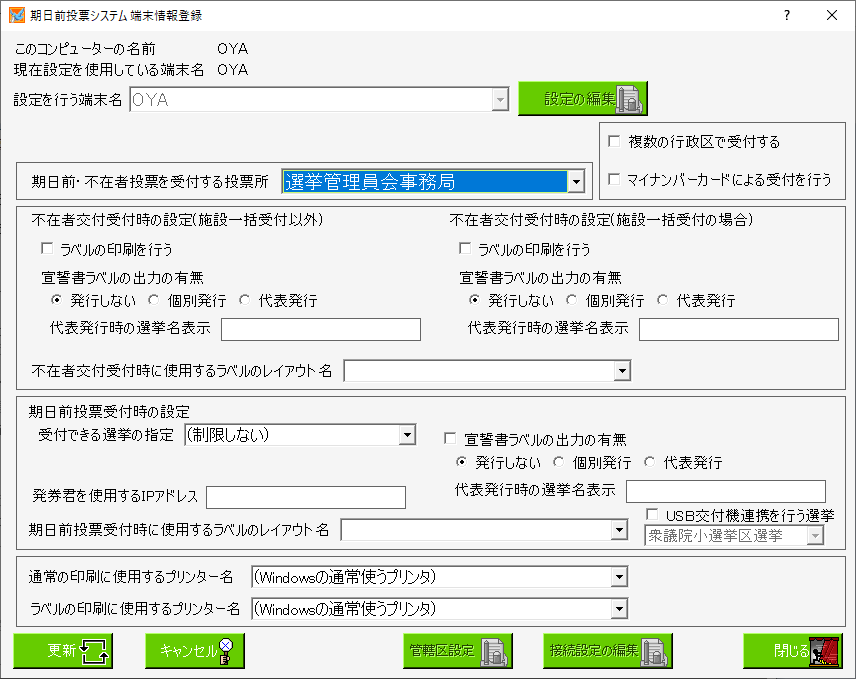 期日前投票システム 端末情報登録
このコンピューターの名前 OYA
現在設定を使用している端末名 OYA
設定を行う端末名 OYA 設定の編集
複数の行政区で受付する
期日前・不在者投票を受付する投票所 選挙管理員会事務局
マイナンバーカードによる受付を行う
不在者交付受付時の設定(施設一括受付以外) 不在者交付受付時の設定(施設一括受付の場合)
ラベルの印刷を行う ラベルの印刷を行う
宣誓書ラベルの出力の有無 宣誓書ラベルの出力の有無
発行しない 個別発行 代表発行 発行しない 個別発行 代表発行
代表発行時の選挙名表示 代表発行時の選挙名表示
不在者交付受付時に使用するラベルのレイアウト名
期日前投票受付時の設定
受付できる選挙の指定 (制限しない) 宣誓書ラベルの出力の有無
発行しない 個別発行 代表発行
発券君を使用するIPアドレス 代表発行時の選挙名表示
期日前投票受付時に使用するラベルのレイアウト名 USB交付機連携を行う選挙
衆議院小選挙区選挙
通常の印刷に使用するプリンター名 (Windowsの通常使うプリンタ)
ラベルの印刷に使用するプリンター名 (Windowsの通常使うプリンタ)
更新 キャンセル 管轄区設定 接続設定の編集 閉じる